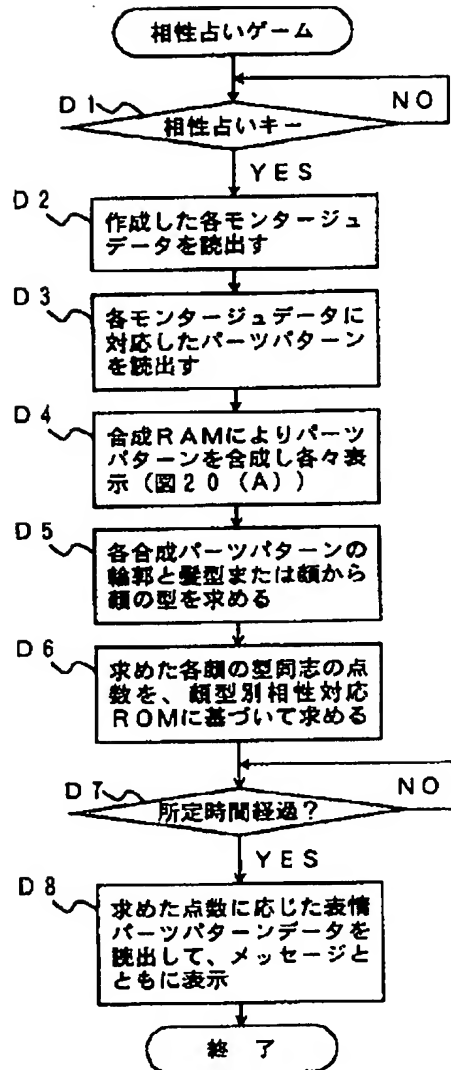 相性占いゲーム
D1
相性占いキー
NO
YES
D2
作成した各モンタージュ
データを読出す
D3
各モンタージュデータに
対応したパーツパターン
を読出す
D4
合成RAMによりパーツ
パターンを合成し各々表
示(図20(A))
D5
各合成パーツパターンの
輪郭と髪型または顔から
顔の型を求める
D6
求めた各顔の型同志の点
数を、顔型別相性対応
ROMに基づいて求める
D7
所定時間経過?
NO
YES
D8
求めた点数に応じた表情
パーツパターンデータを
読出して、メッセージと
ともに表示
終了